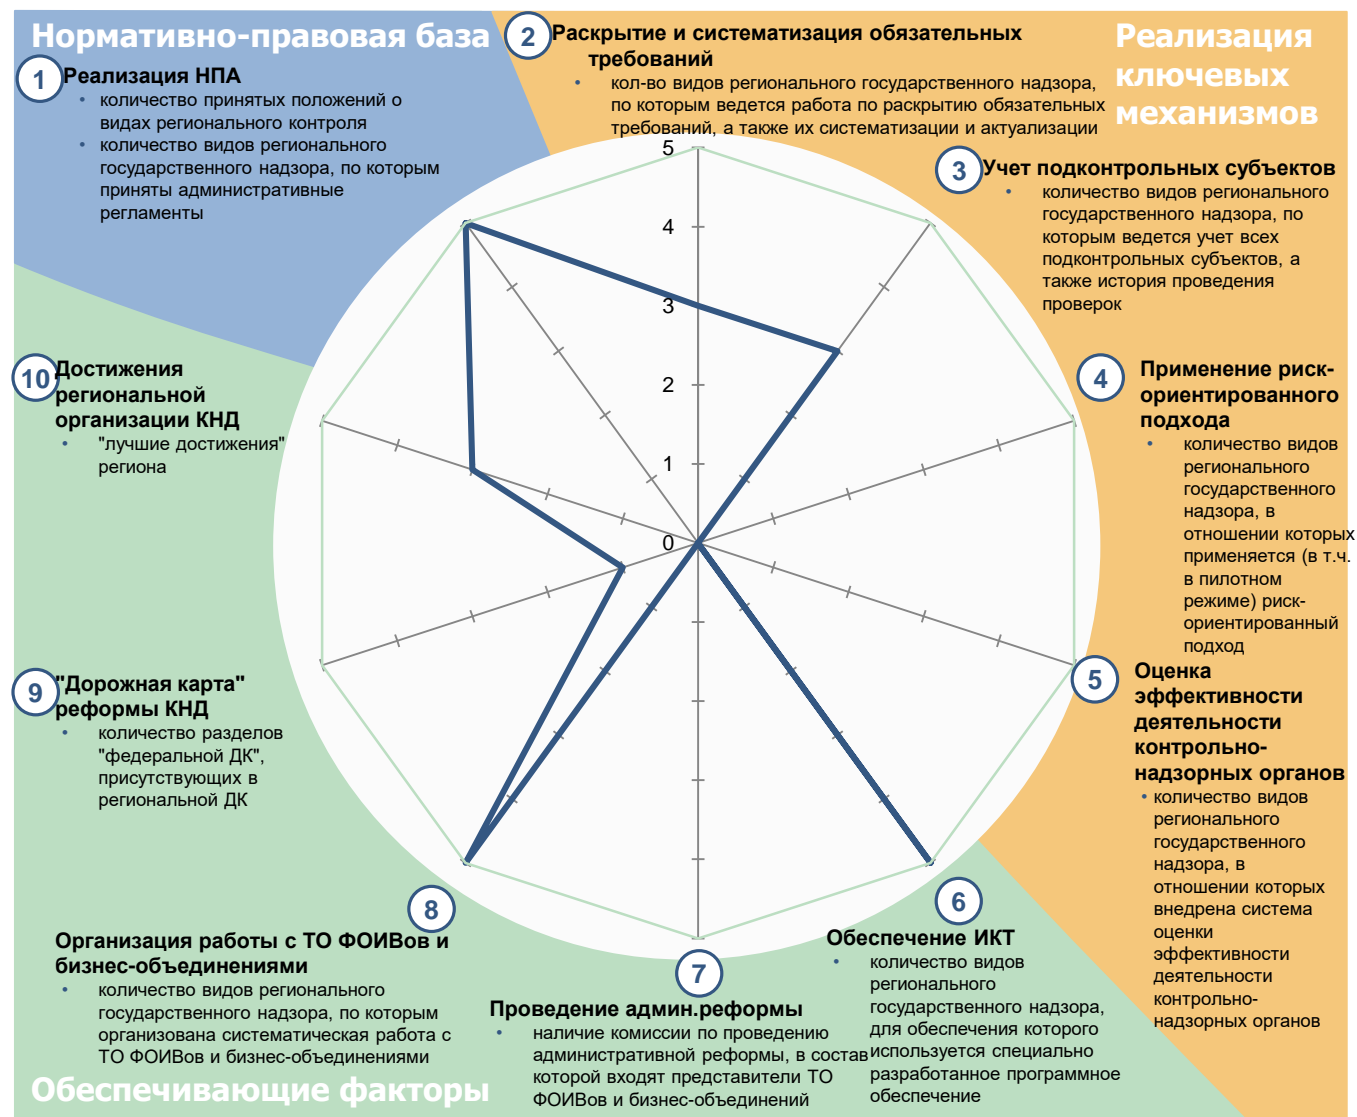 Нормативно-правовая база
1
Реализация НПА
• количество принятых положений о
видах регионального контроля
• количество видов регионального
государственного надзора, по которым
приняты административные
регламенты
2
Раскрытие и систематизация обязательных
требований
• кол-во видов регионального государственного надзора,
по которым ведется работа по раскрытию обязательных
требований, а также их систематизации и актуализации
Реализация
ключевых
механизмов
3
Учет подконтрольных субъектов
• количество видов регионального
государственного надзора, по
которым ведется учет всех
подконтрольных субъектов, а
также история проведения
проверок
4
Применение риск-
ориентированного
подхода
• количество видов
регионального
государственного
надзора, в
отношении которых
применяется (в т.ч.
в пилотном
режиме) риск-
ориентированный
подход
5
Оценка
эффективности
деятельности
контрольно-
надзорных органов
• количество видов
регионального
государственного
надзора, в
отношении которых
внедрена система
оценки
эффективности
деятельности
контрольно-
надзорных органов
5
4
3
2
1
0
10
Достижения
региональной
организации КНД
• "лучшие достижения"
региона
9
"Дорожная карта"
реформы КНД
• количество разделов
"федеральной ДК",
присутствующих в
региональной ДК
8
Организация работы с ТО ФОИВов и
бизнес-объединениями
• количество видов регионального
государственного надзора, по которым
организована систематическая работа с
ТО ФОИВов и бизнес-объединениями
7
Проведение админ.реформы
• наличие комиссии по проведению
административной реформы, в состав
которой входят представители ТО
ФОИВов и бизнес-объединений
6
Обеспечение ИКТ
• количество видов
регионального
государственного надзора,
для обеспечения которого
используется специально
разработанное программное
обеспечение
Обеспечивающие факторы